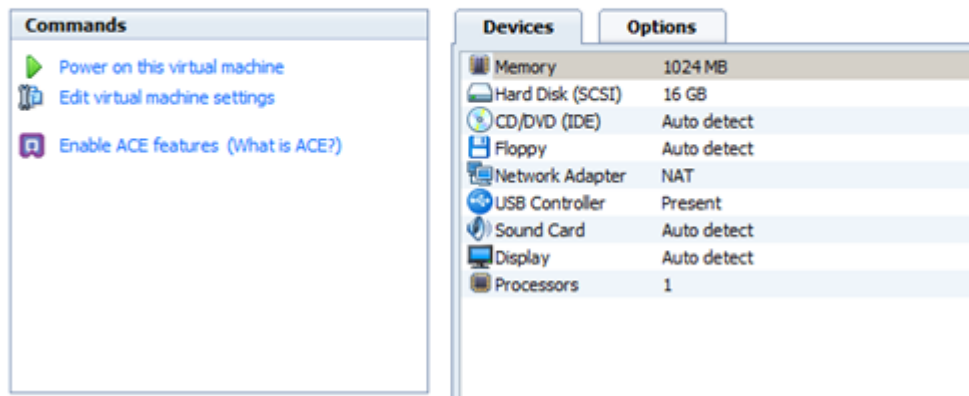 Commands
Power on this virtual machine
Edit virtual machine settings
Enable ACE features (What is ACE?)
Devices Options
Memory 1024 MB
Hard Disk (SCSI) 16 GB
CD/DVD (IDE) Auto detect
Floppy Auto detect
Network Adapter NAT
USB Controller Present
Sound Card Auto detect
Display Auto detect
Processors 1